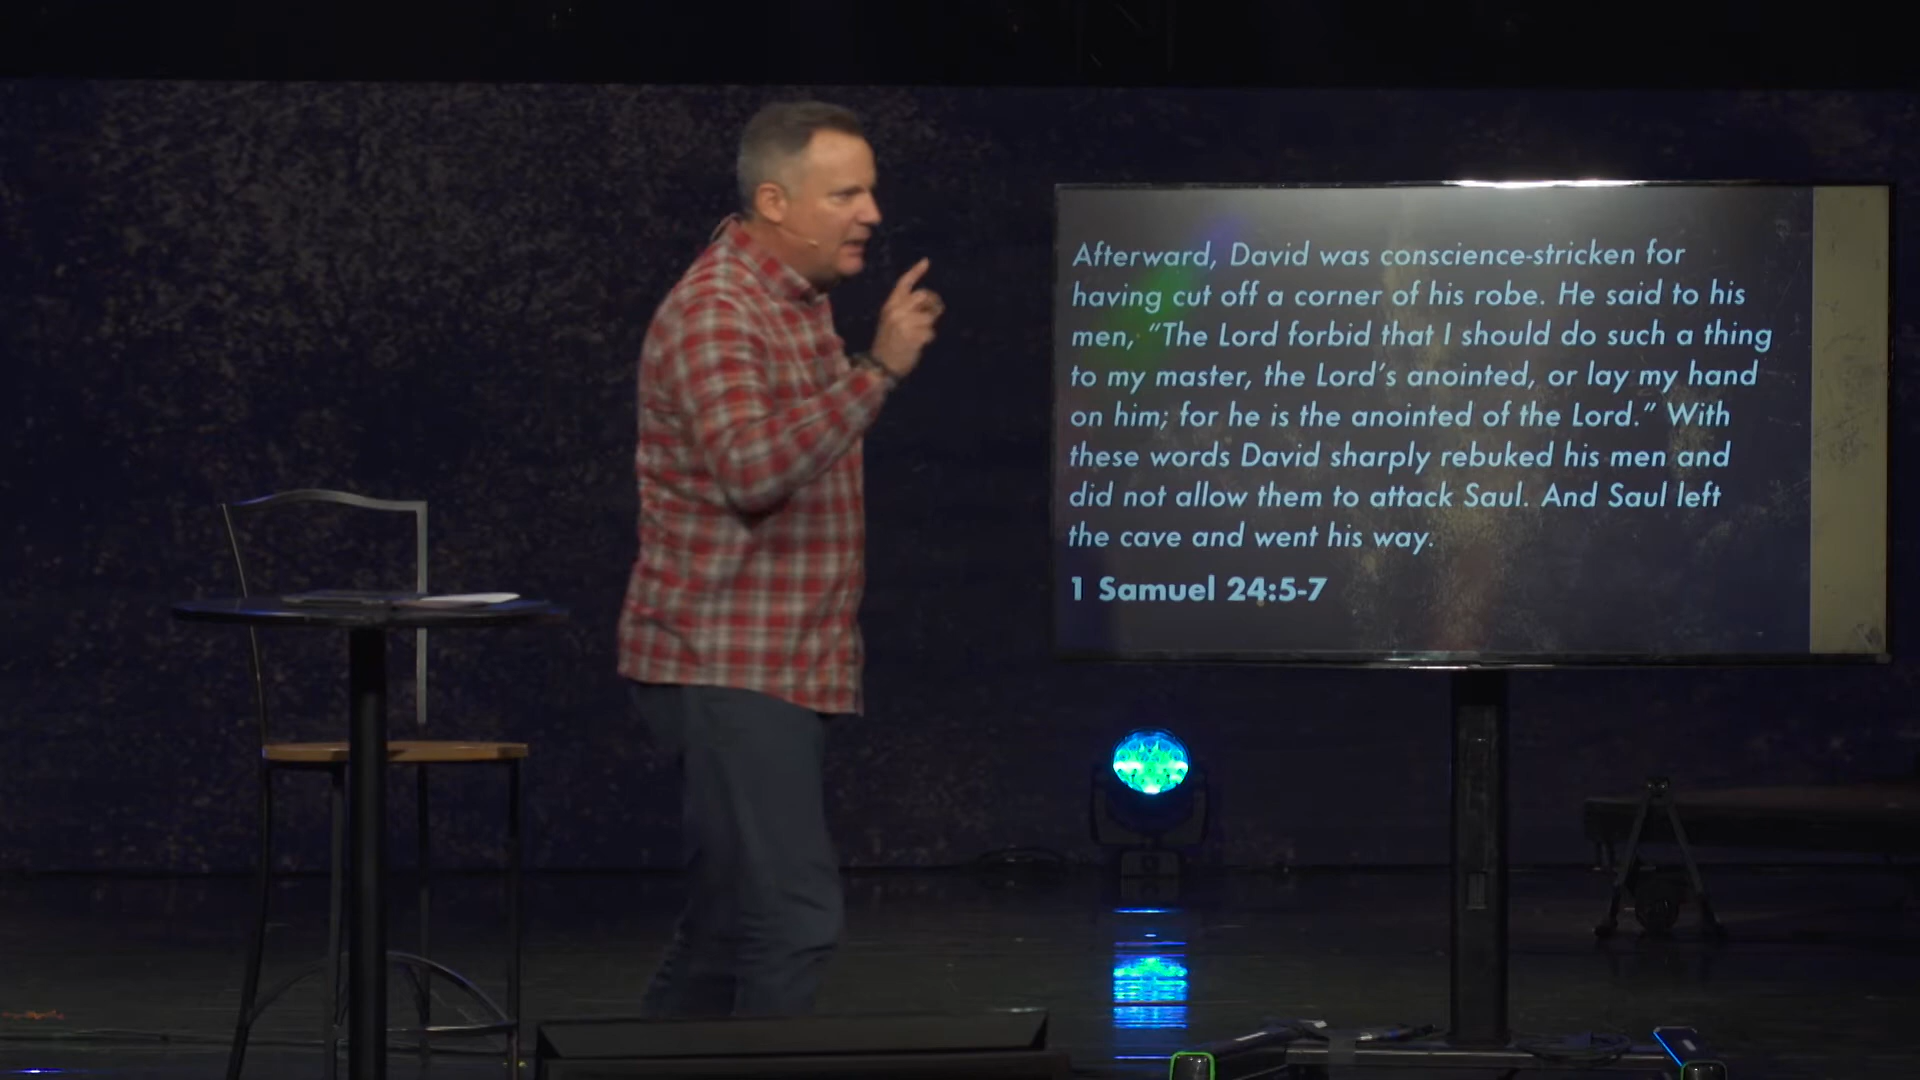 Afterward, David was conscience-stricken for
having cut off a corner of his robe. He said to his
men, “The Lord forbid that I should do such a thing
to my master, the Lord’s anointed, or lay my hand
on him; for he is the anointed of the Lord.” With
these words David sharply rebuked his men and
did not allow them to attack Saul. And Saul left
the cave and went his way.
1 Samuel 24:5-7